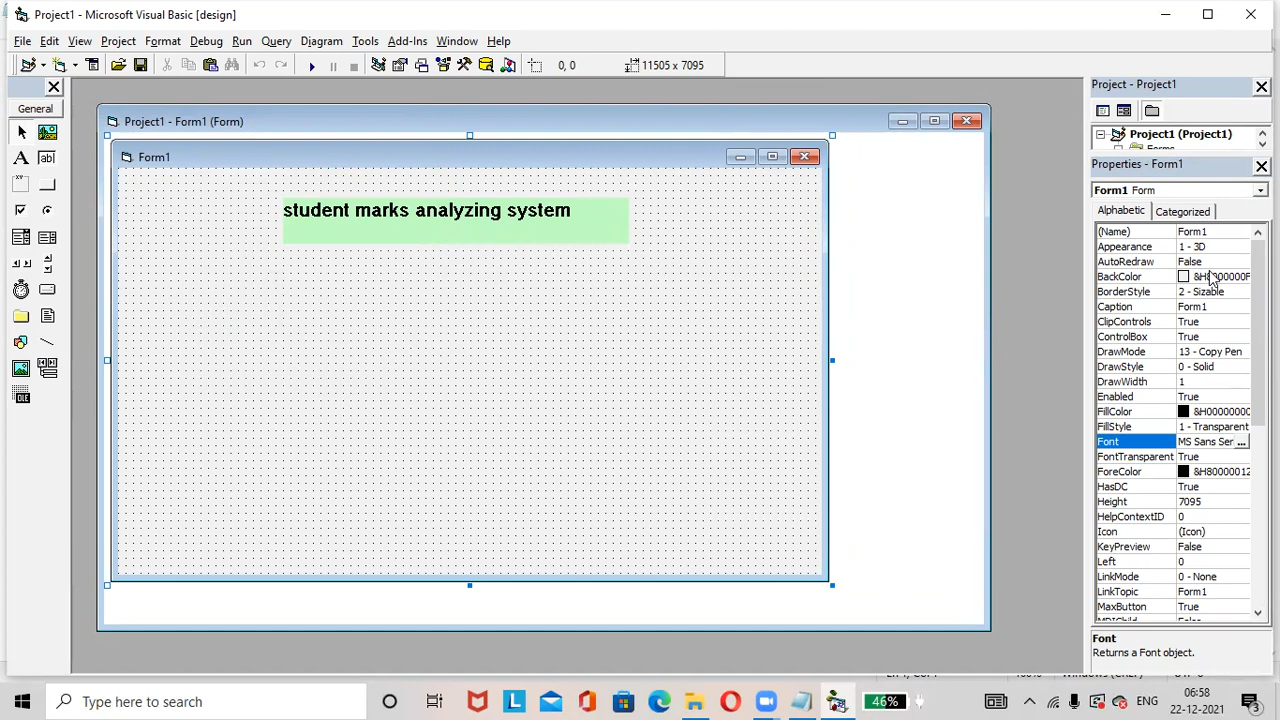 Project1 - Microsoft Visual Basic [design]
File Edit View Project Format Debug Run Query Diagram Tools Add-Ins Window Help
0, 0 11505 x 7095
General
Project - Project1
Project1 - Form1 (Form)
Project1 (Project1)
Form1
Properties - Form1
Form1 Form
Alphabetic Categorized
student marks analyzing system
(Name) Form1
Appearance 1 - 3D
AutoRedraw False
BackColor
BorderStyle 2 - Sizable
Caption Form1
ClipControls True
ControlBox True
DrawMode 13 - Copy Pen
DrawStyle 0 - Solid
DrawWidth 1
Enabled True
FillColor &H0000000
FillStyle 1 - Transparent
Font MS Sans Ser ...
FontTransparent True
ForeColor &H80000012
HasDC True
Height 7095
HelpContextID 0
Icon (Icon)
KeyPreview False
Left 0
LinkMode 0 - None
LinkTopic Form1
MaxButton True
Font
Returns a Font object.
Type here to search
46%
ENG
06:58
22-12-2021
3